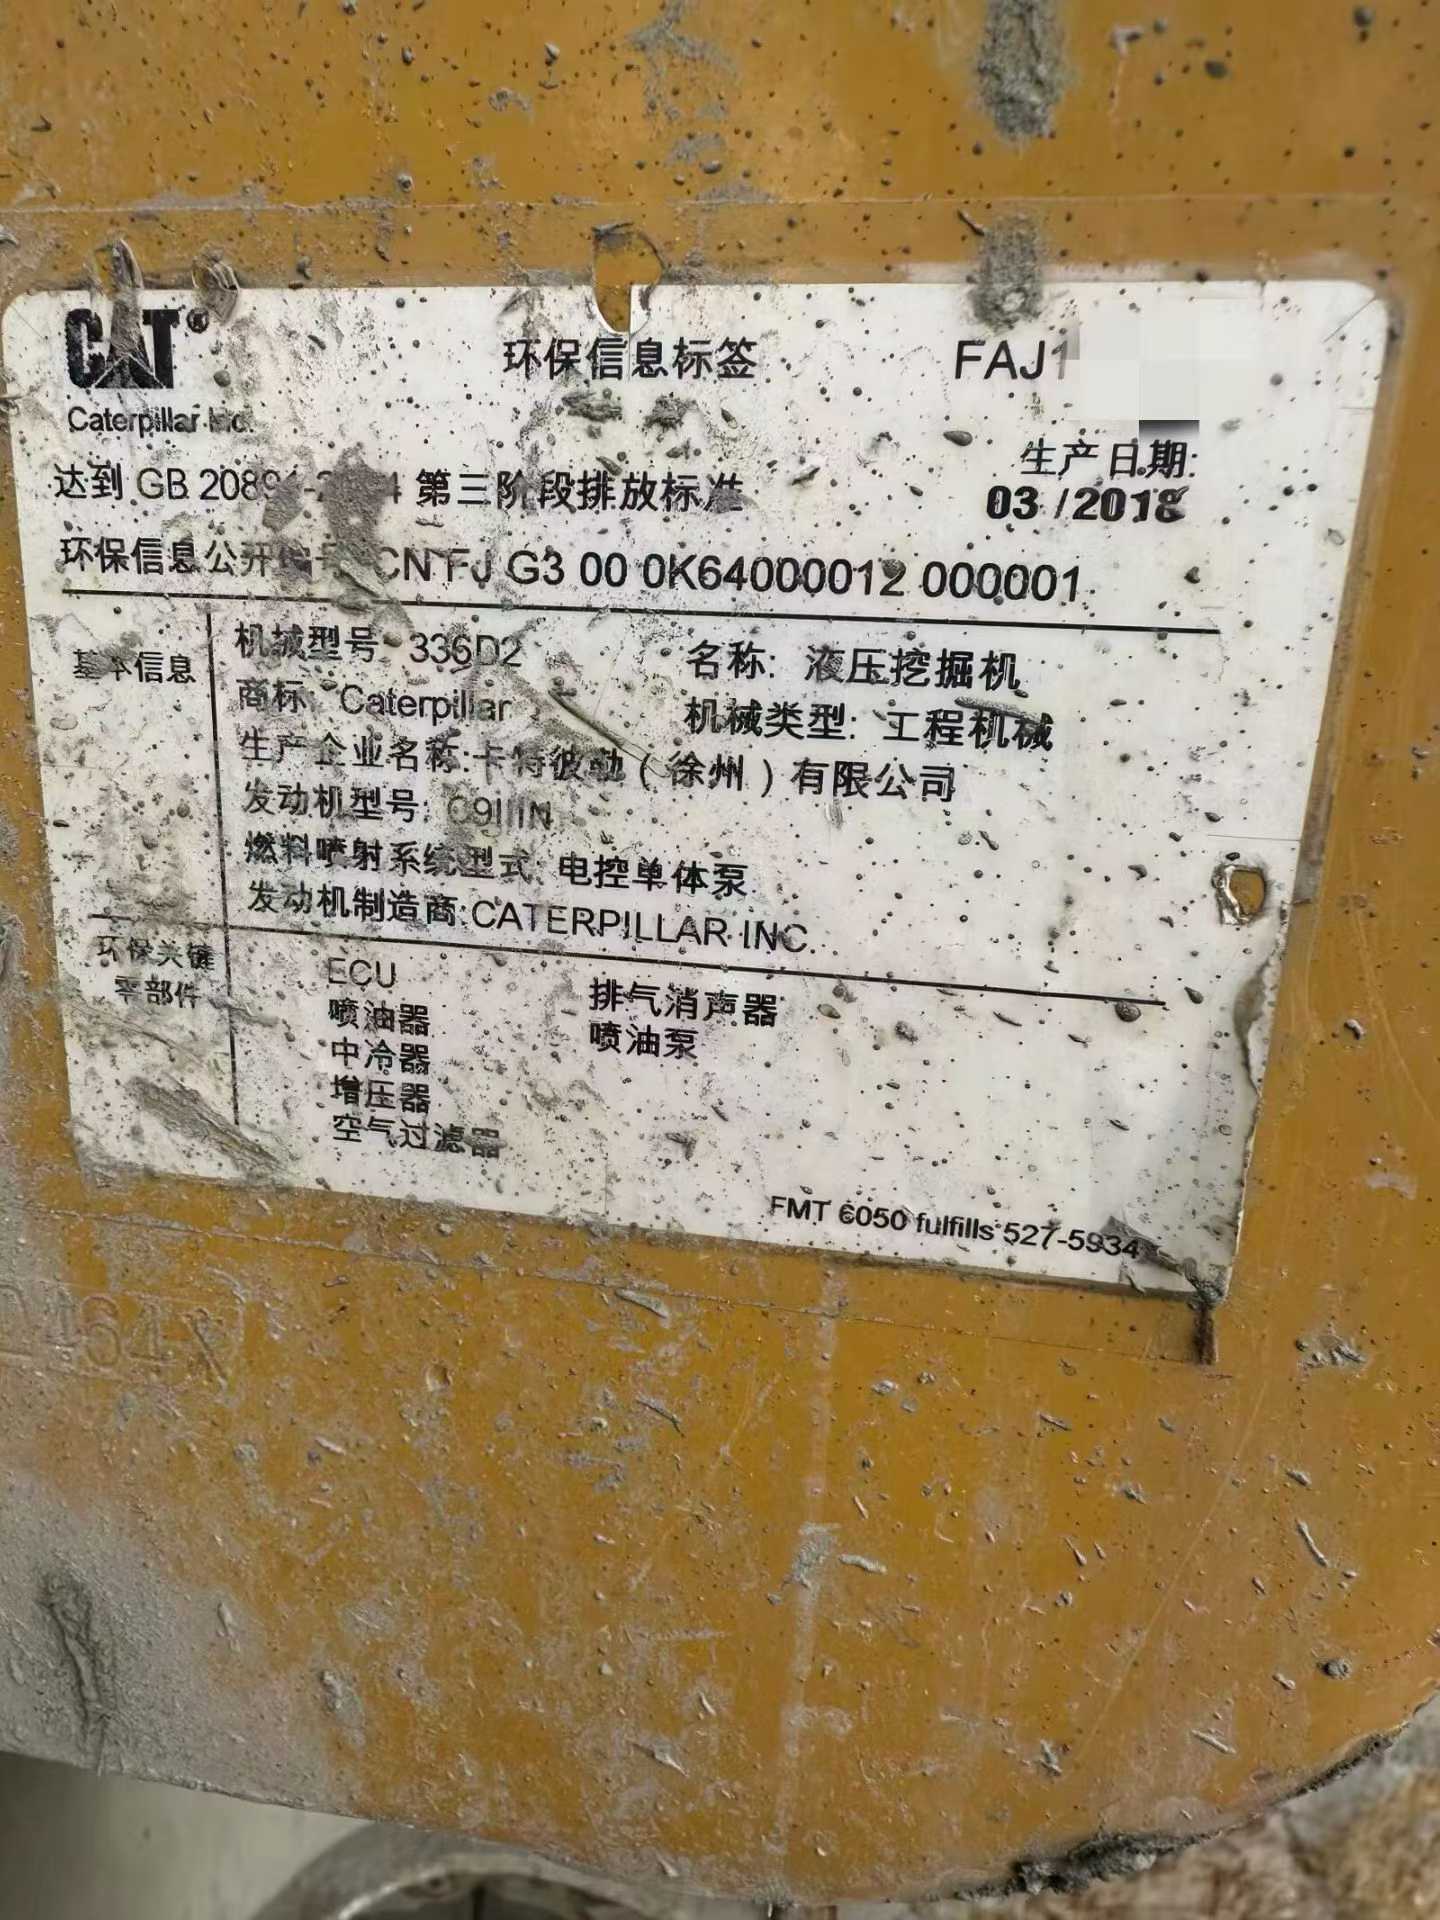 CAT®
环保信息标签
FAJ1
Caterpillar Inc.
生产日期:
03/2018
达到 GB 2089 4 第三阶段排放标准
环保信息公开编号 CN FJ G3 00 0K64000012 000001
基本信息
机械型号 336D2 名称: 液压挖掘机
商标: Caterpillar 机械类型: 工程机械
生产企业名称:卡特彼勒(徐州)有限公司
发动机型号: C9IIIN
燃料喷射系统型式: 电控单体泵
发动机制造商:CATERPILLAR INC.
环保关键
零部件
ECU 排气消声器
喷油器 喷油泵
中冷器
增压器
空气过滤器
FMT 6050 fulfills 527-5934